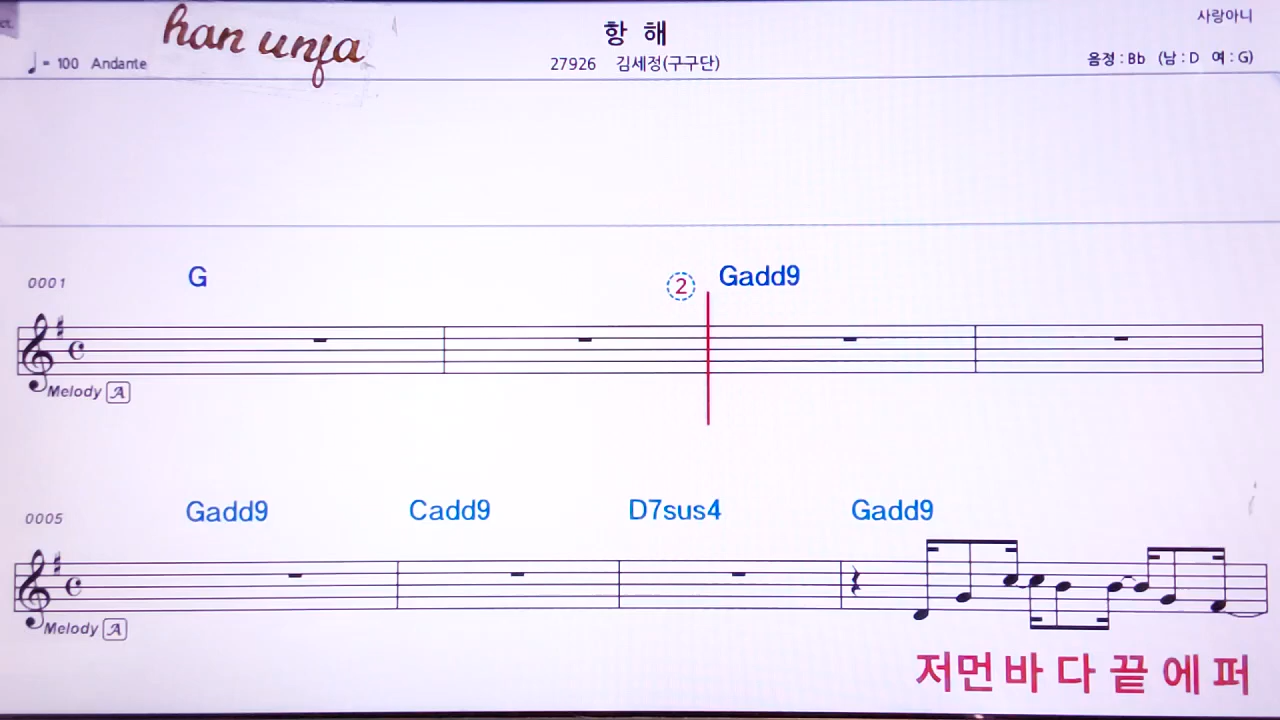 ct.
han unja
항 해
사랑아니
♩= 100 Andante
27926 김세정(구구단)
음정 : Bb (남 : D 여 : G)
0001
G
2
Gadd9
Melody A
0005
Gadd9 Cadd9 D7sus4 Gadd9
Melody A
저먼 바 다 끝 에 퍼